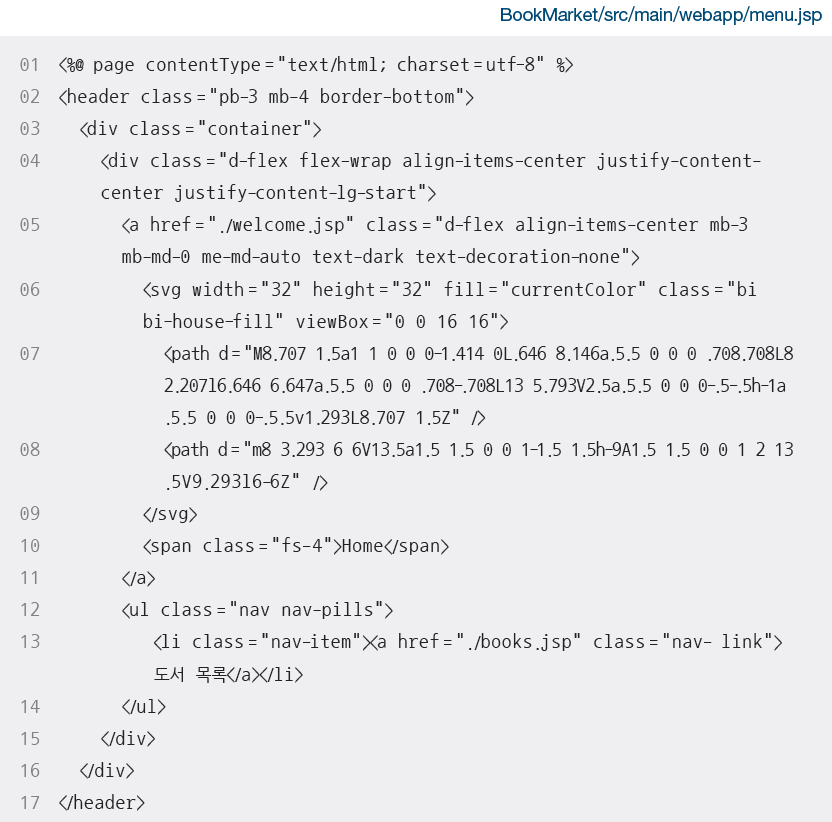 BookMarket/src/main/webapp/menu.jsp
01 <%@ page contentType="text/html; charset=utf-8" %>
02 <header class="pb-3 mb-4 border-bottom">
03 <div class="container">
04 <div class="d-flex flex-wrap align-items-center justify-content-
center justify-content-lg-start">
05 <a href="./welcome.jsp" class="d-flex align-items-center mb-3
mb-md-0 me-md-auto text-dark text-decoration-none">
06 <svg width="32" height="32" fill="currentColor" class="bi
bi-house-fill" viewBox="0 0 16 16">
07 <path d="M8.707 1.5a1 1 0 0 0-1.414 0L.646 8.146a.5.5 0 0 0 .708.708L8
2.207l6.646 6.647a.5.5 0 0 0 .708-.708L13 5.793V2.5a.5.5 0 0 0-.5-.5h-1a
.5.5 0 0 0-.5.5v1.293L8.707 1.5Z" />
08 <path d="m8 3.293 6 6V13.5a1.5 1.5 0 0 1-1.5 1.5h-9A1.5 1.5 0 0 1 2 13
.5V9.293l6-6Z" />
09 </svg>
10 <span class="fs-4">Home</span>
11 </a>
12 <ul class="nav nav-pills">
13 <li class="nav-item"><a href="./books.jsp" class="nav- link">
도서 목록</a></li>
14 </ul>
15 </div>
16 </div>
17 </header>